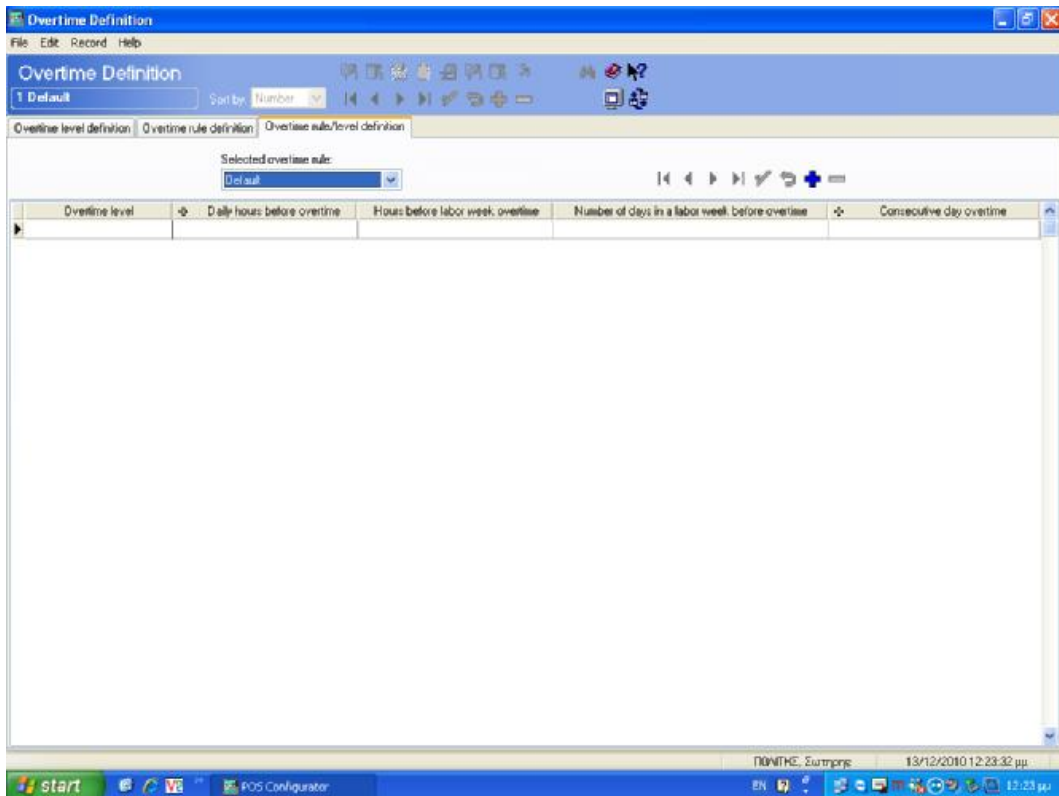 Overtime Definition
File Edit Record Help
Overtime Definition
1 Default
Sort by: Number
Overtime level definition Overtime rule definition Overtime rule/level definition
Selected overtime rule:
Default
Overtime level Daily hours before overtime Hours before labor week overtime Number of days in a labor week before overtime Consecutive day overtime
ΠΟΛΙΤΗΣ, Σωτηρης 13/12/2010 12:23:32 μμ
start POS Configurator EN 12:23 μμ